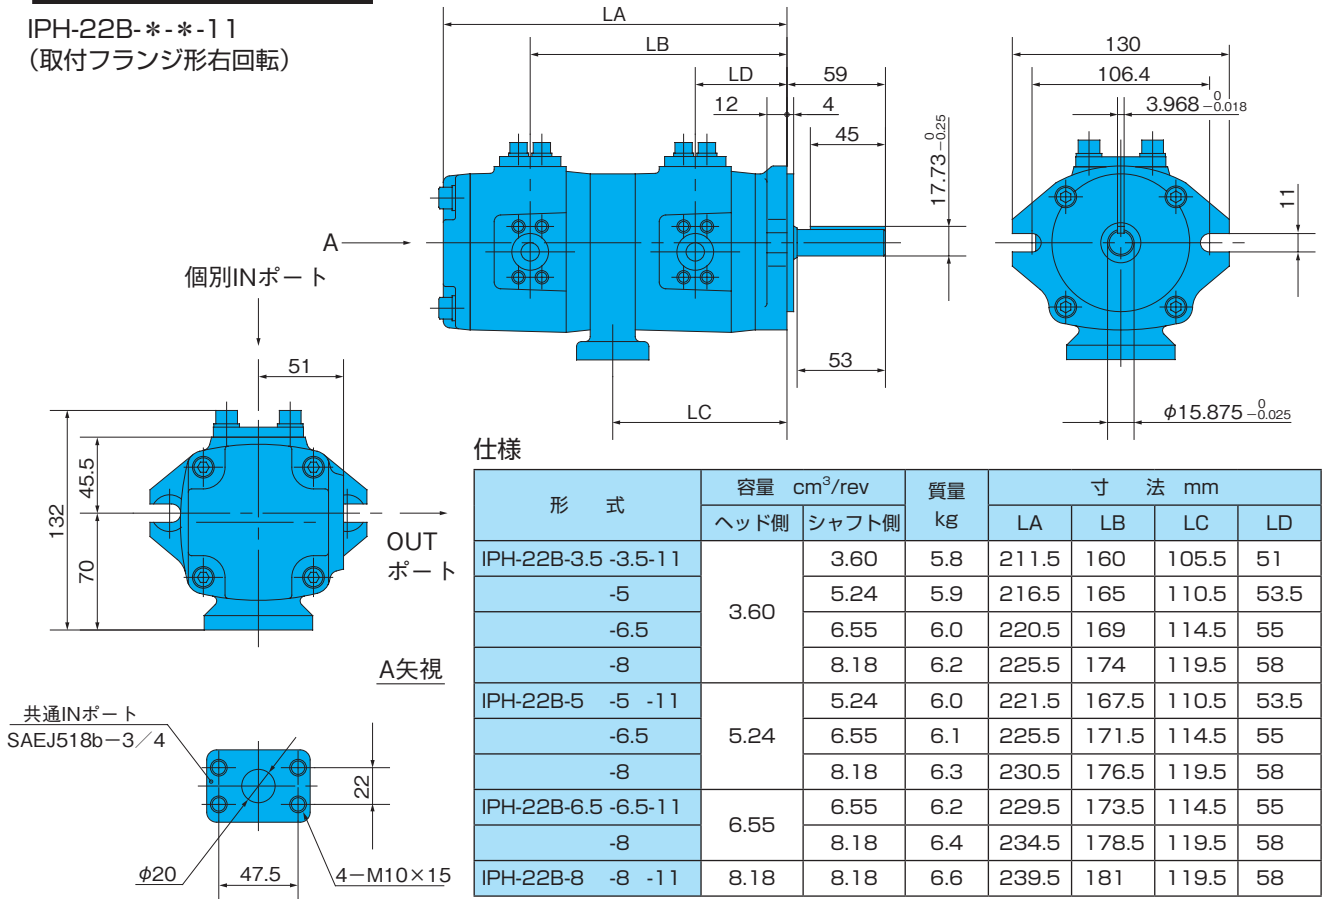 IPH-22B-＊-＊-11
（取付フランジ形右回転）
LA
LB
LD 59
12 4
45
17.73 0 −0.25
A
53
LC
130
106.4
3.968 0 −0.018
11
φ15.875 0 −0.025
個別INポート
51
45.5
132
70
OUT
ポート
A矢視
共通INポート
SAEJ518b−3／4
22
φ20
47.5
4−M10×15
仕様
形 式 容量 cm³/rev 質量 kg 寸 法 mm
ヘッド側 シャフト側 LA LB LC LD
IPH-22B-3.5 -3.5-11 3.60 3.60 5.8 211.5 160 105.5 51
-5 5.24 5.9 216.5 165 110.5 53.5
-6.5 6.55 6.0 220.5 169 114.5 55
-8 8.18 6.2 225.5 174 119.5 58
IPH-22B-5 -5 -11 5.24 5.24 6.0 221.5 167.5 110.5 53.5
-6.5 6.55 6.1 225.5 171.5 114.5 55
-8 8.18 6.3 230.5 176.5 119.5 58
IPH-22B-6.5 -6.5-11 6.55 6.55 6.2 229.5 173.5 114.5 55
-8 8.18 6.4 234.5 178.5 119.5 58
IPH-22B-8 -8 -11 8.18 8.18 6.6 239.5 181 119.5 58